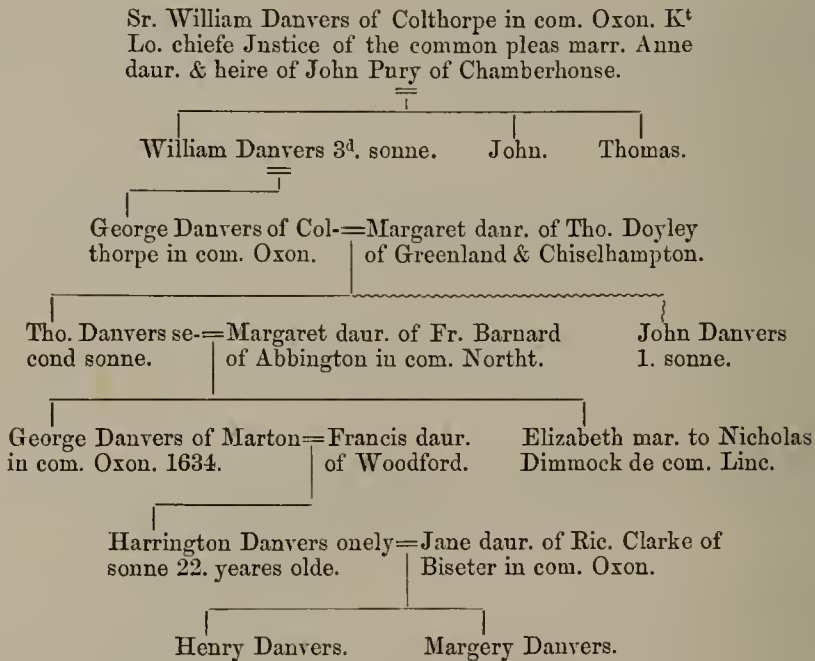 Sr. William Danvers of Colthorpe in com. Oxon. Kt
Lo. chiefe Jnstice of the common pleas marr. Anne
daur. & heire of John Pury of Chamberhonse.
William Danvers 3d. sonne. John. Thomas.
George Danvers of Col-=Margaret danr. of Tho. Doyley
thorpe in com. Oxon. of Greenland & Chiselhampton.
Tho. Danvers se-=Margaret daur. of Fr. Barnard John Danvers
cond sonne. of Abbington in com. Northt. 1. sonne.
George Danvers of Marton=Francis daur. Elizabeth mar. to Nicholas
in com. Oxon. 1634. of Woodford. Dimmock de com. Linc.
Harrington Danvers onely=Jane daur. of Ric. Clarke of
sonne 22. yeares olde. Biseter in com. Oxon.
Henry Danvers. Margery Danvers.